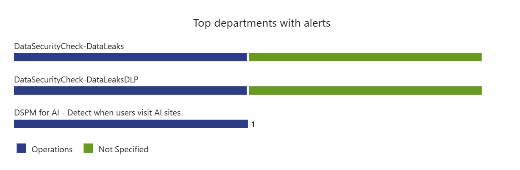 Top departments with alerts
DataSecurityCheck-DataLeaks
DataSecurityCheck-DataLeaksDLP
DSPM for AI - Detect when users visit AI sites
1
Operations
Not Specified